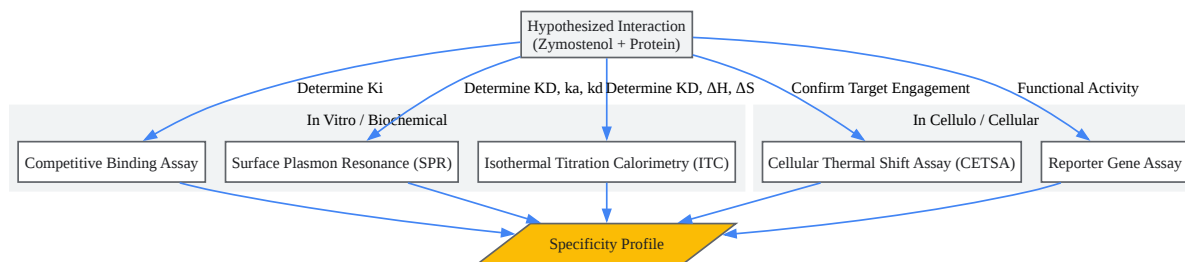 Hypothesized Interaction
(Zymostenol + Protein)
Determine Ki
Determine KD, ka, kd
Determine KD, ΔH, ΔS
Confirm Target Engagement
Functional Activity
In Vitro / Biochemical
In Cellulo / Cellular
Competitive Binding Assay
Surface Plasmon Resonance (SPR)
Isothermal Titration Calorimetry (ITC)
Cellular Thermal Shift Assay (CETSA)
Reporter Gene Assay
Specificity Profile